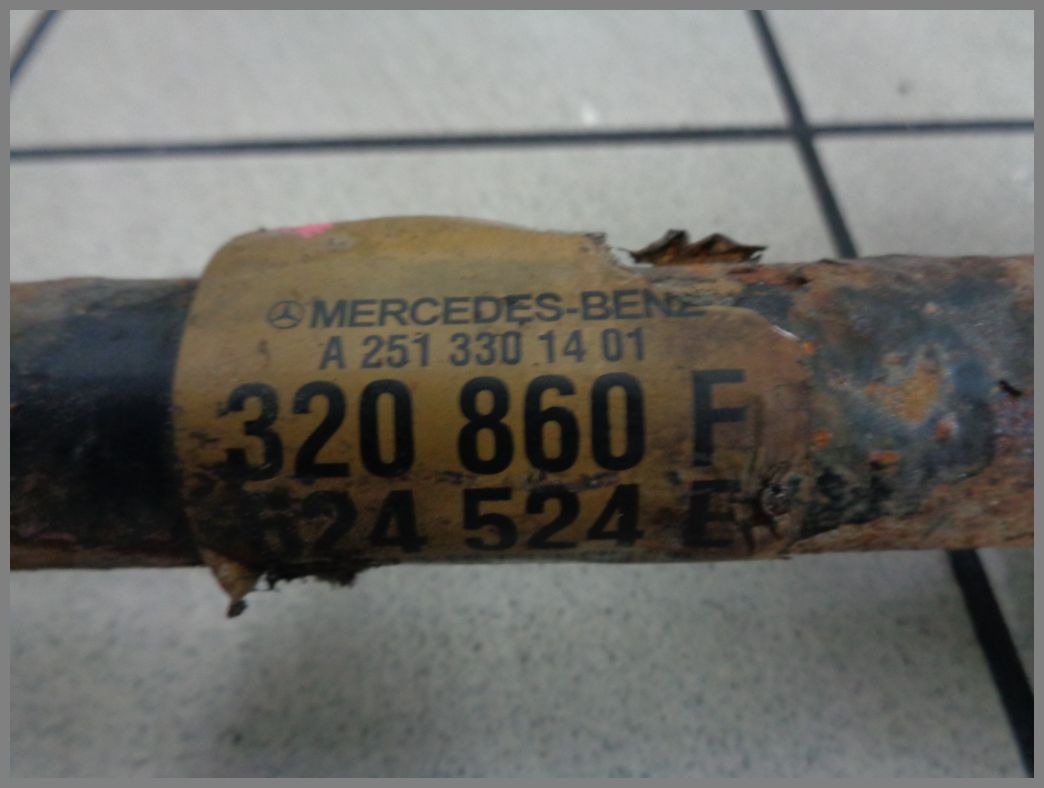 MERCEDES-BENZ
A 251 330 14 01
320 860 F
524 E